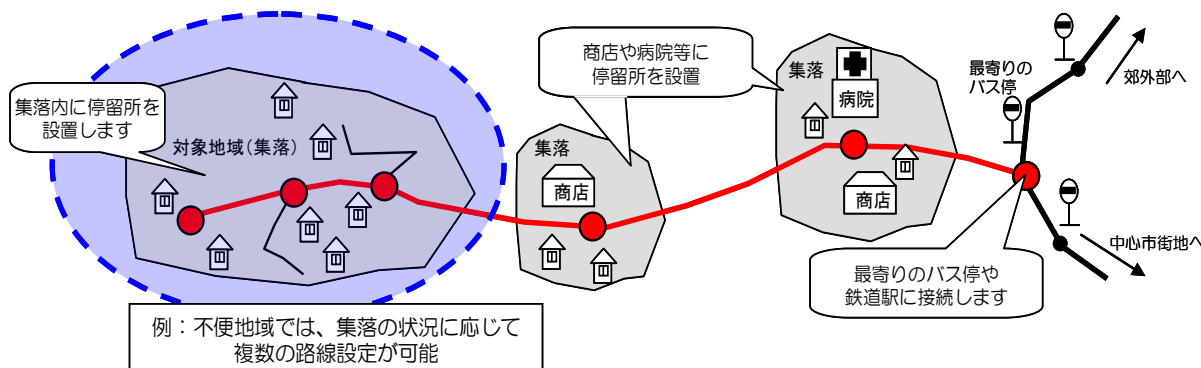 集落内に停留所を
設置します
対象地域(集落)
例：不便地域では、集落の状況に応じて
複数の路線設定が可能
集落
商店
商店や病院等に
停留所を設置
集落
病院
商店
最寄りの
バス停
郊外部へ
中心市街地へ
最寄りのバス停や
鉄道駅に接続します